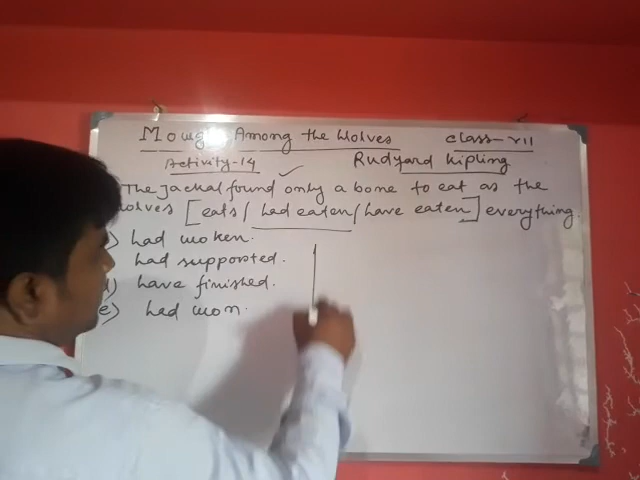 Mowgli Among the Wolves class-VII
Activity-14 Rudyard Kipling
The Jackal found only a bone to eat as the
wolves [eats/ had eaten/ have eaten] everything.
) had woken.
had supported.
d) have finished.
e) had won.